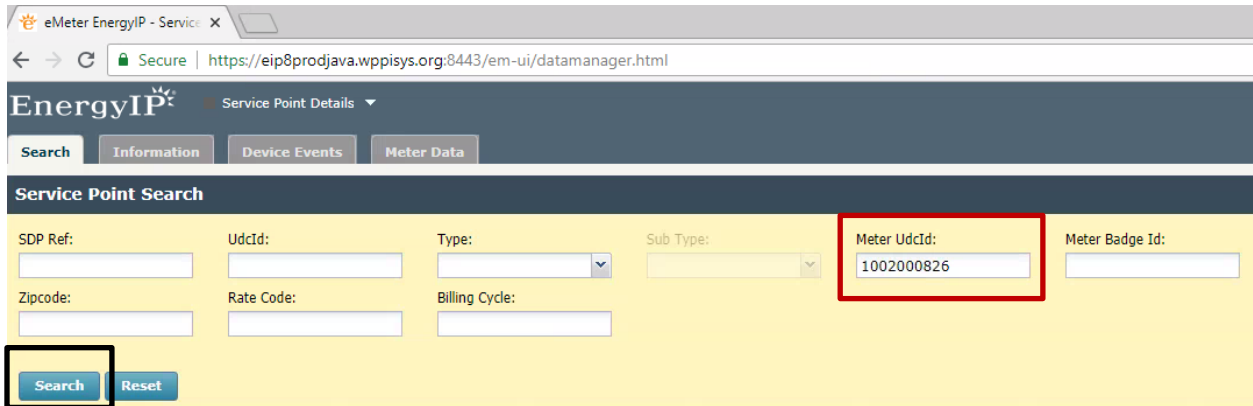 eMeter EnergyIP - Service
Secure | https://eip8prodjava.wppisys.org:8443/em-ui/datamanager.html
EnergyIP Service Point Details
Search Information Device Events Meter Data
Service Point Search
SDP Ref: UdcId: Type: Sub Type: Meter UdcId: Meter Badge Id:
1002000826
Zipcode: Rate Code: Billing Cycle:
Search Reset